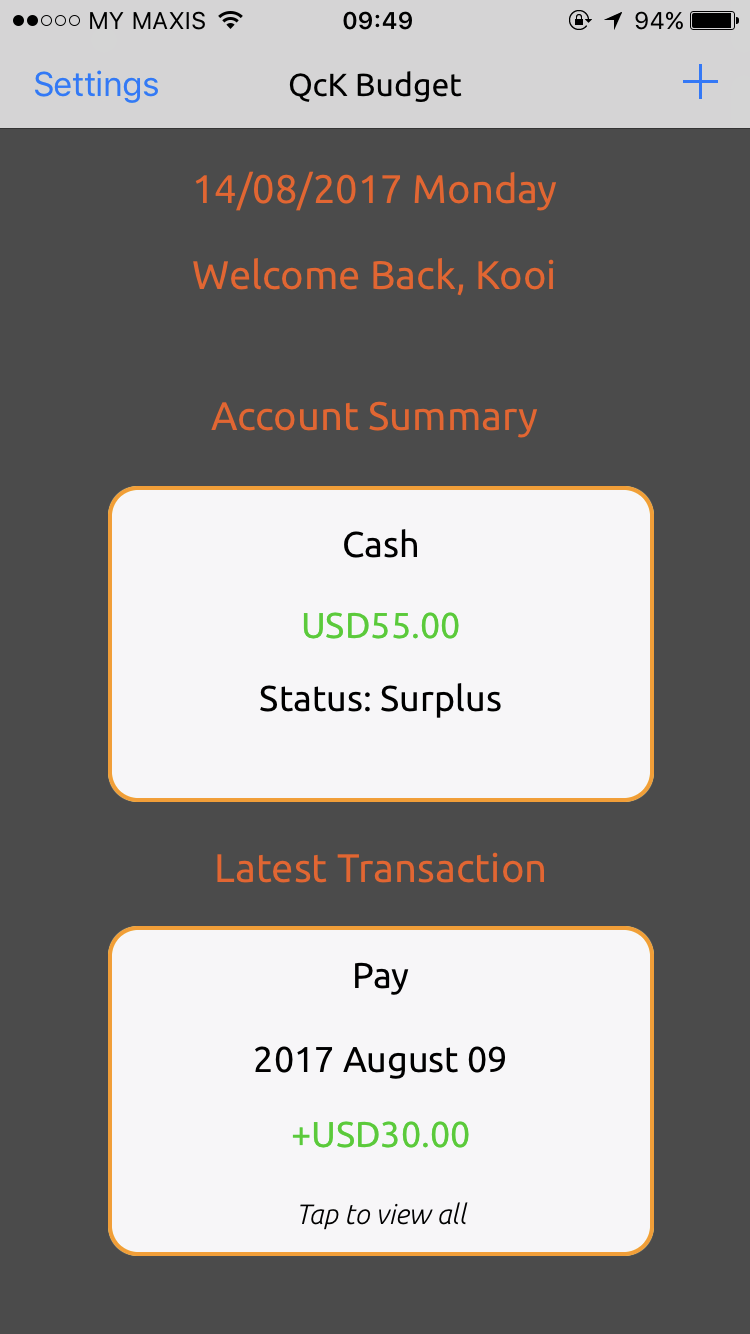 MY MAXIS 09:49 94%
Settings QcK Budget +
14/08/2017 Monday
Welcome Back, Kooi
Account Summary
Cash
USD55.00
Status: Surplus
Latest Transaction
Pay
2017 August 09
+USD30.00
Tap to view all